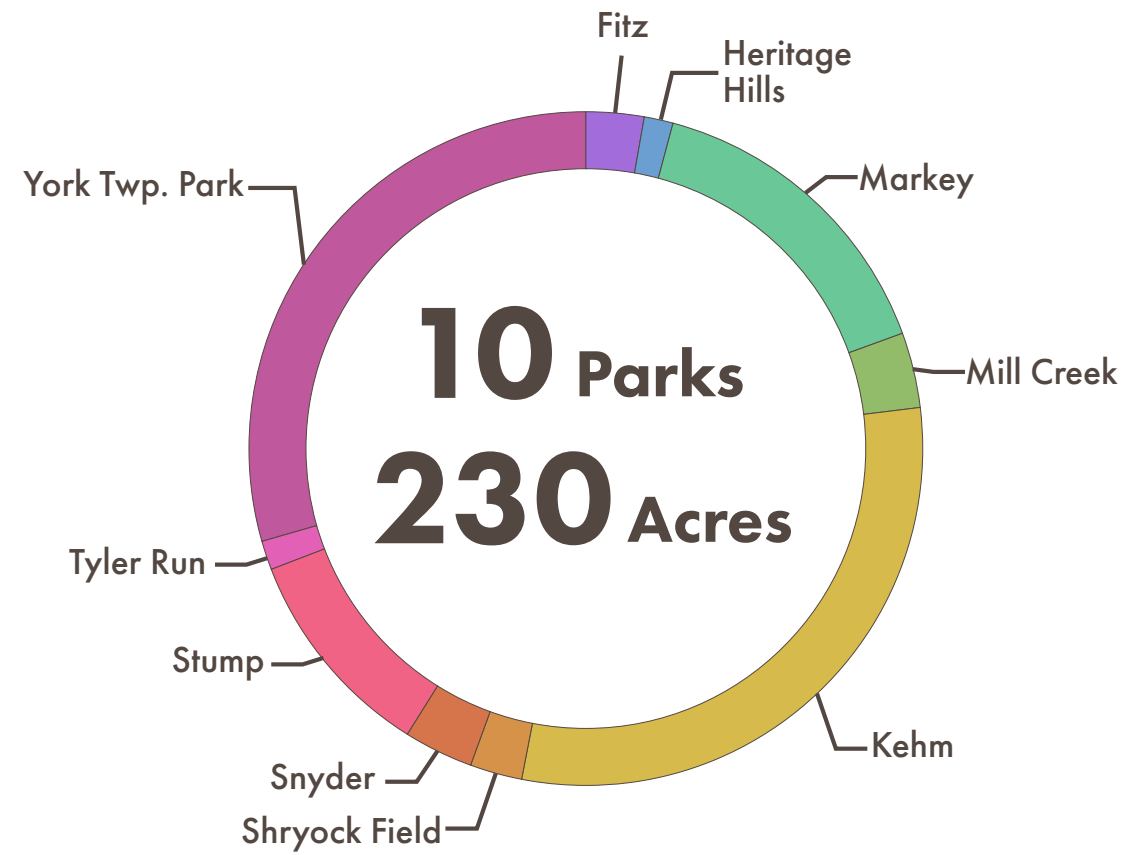 Fitz
Heritage
Hills
Markey
York Twp. Park
Mill Creek
10 Parks
230 Acres
Tyler Run
Stump
Kehm
Snyder
Shryock Field